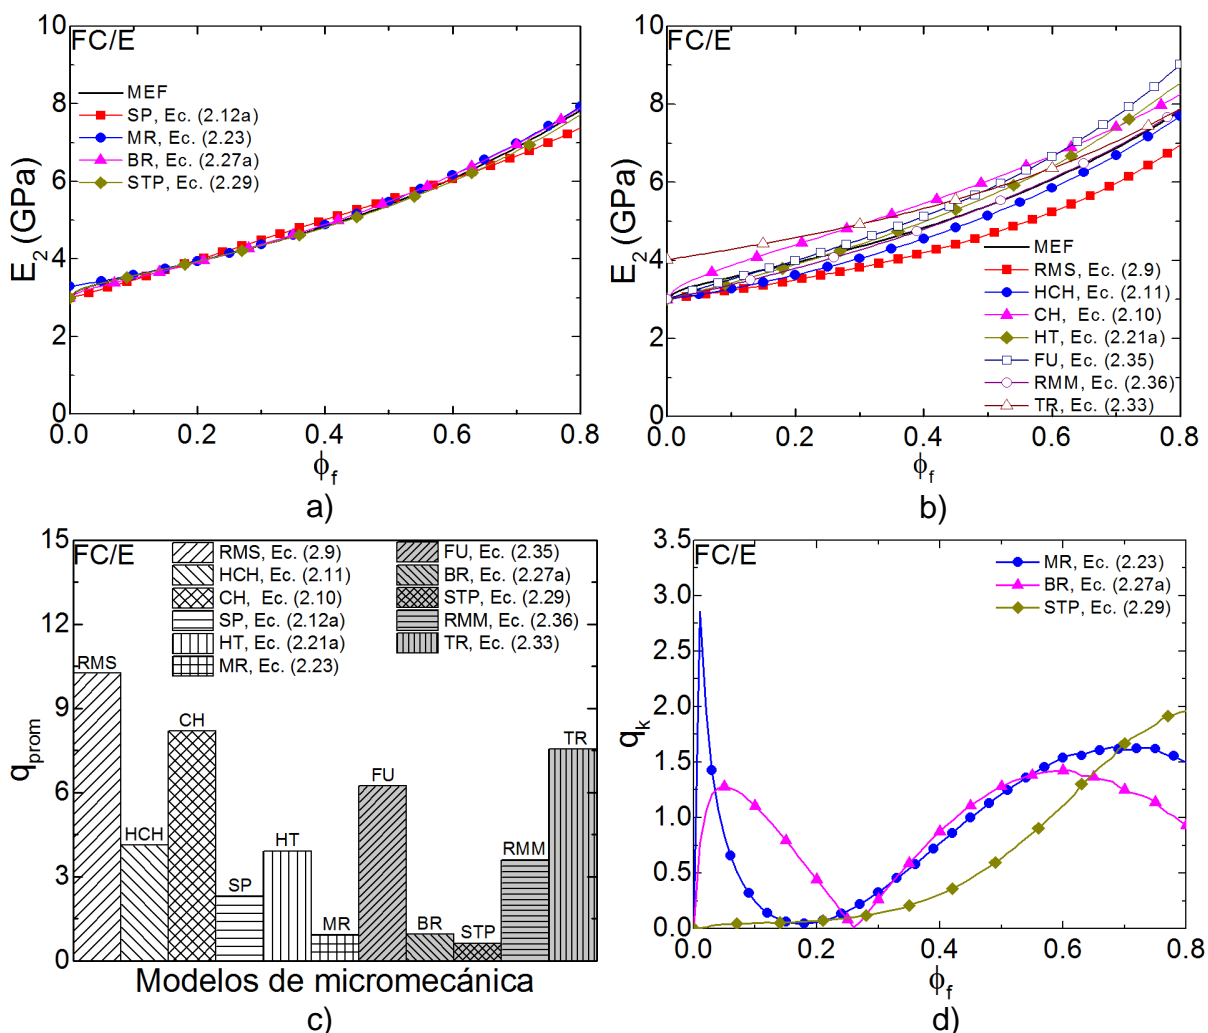 FC/E
MEF
SP, Ec. (2.12a)
MR, Ec. (2.23)
BR, Ec. (2.27a)
STP, Ec. (2.29)
E2 (GPa)
10
8
6
4
2
0
0.0 0.2 0.4 0.6 0.8
ϕf
a)
FC/E
MEF
RMS, Ec. (2.9)
HCH, Ec. (2.11)
CH, Ec. (2.10)
HT, Ec. (2.21a)
FU, Ec. (2.35)
RMM, Ec. (2.36)
TR, Ec. (2.33)
E2 (GPa)
10
8
6
4
2
0
0.0 0.2 0.4 0.6 0.8
ϕf
b)
FC/E
RMS, Ec. (2.9)
HCH, Ec. (2.11)
CH, Ec. (2.10)
SP, Ec. (2.12a)
HT, Ec. (2.21a)
MR, Ec. (2.23)
FU, Ec. (2.35)
BR, Ec. (2.27a)
STP, Ec. (2.29)
RMM, Ec. (2.36)
TR, Ec. (2.33)
qprom
15
12
9
6
3
0
RMS
HCH
CH
SP
HT
MR
FU
BR
STP
RMM
TR
Modelos de micromecánica
c)
FC/E
MR, Ec. (2.23)
BR, Ec. (2.27a)
STP, Ec. (2.29)
qk
3.5
3.0
2.5
2.0
1.5
1.0
0.5
0.0
0.0 0.2 0.4 0.6 0.8
ϕf
d)